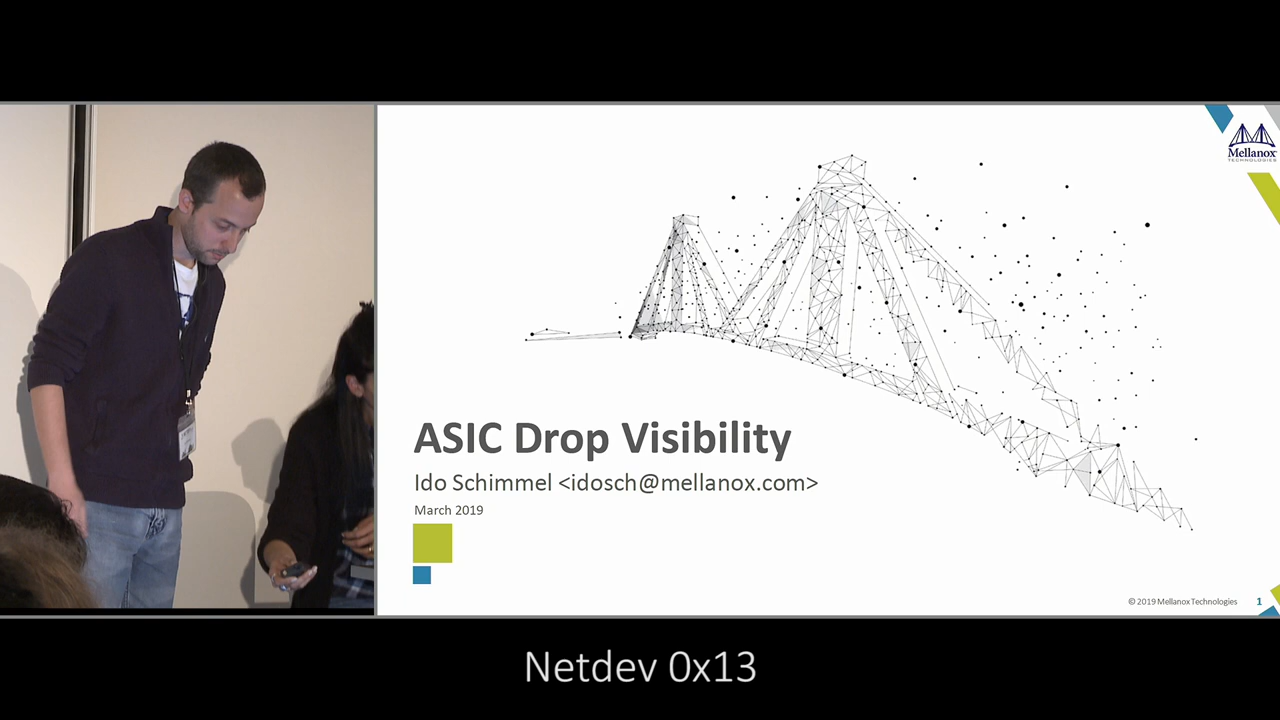 Mellanox
TECHNOLOGIES
ASIC Drop Visibility
Ido Schimmel <idosch@mellanox.com>
March 2019
© 2019 Mellanox Technologies 1
Netdev 0x13